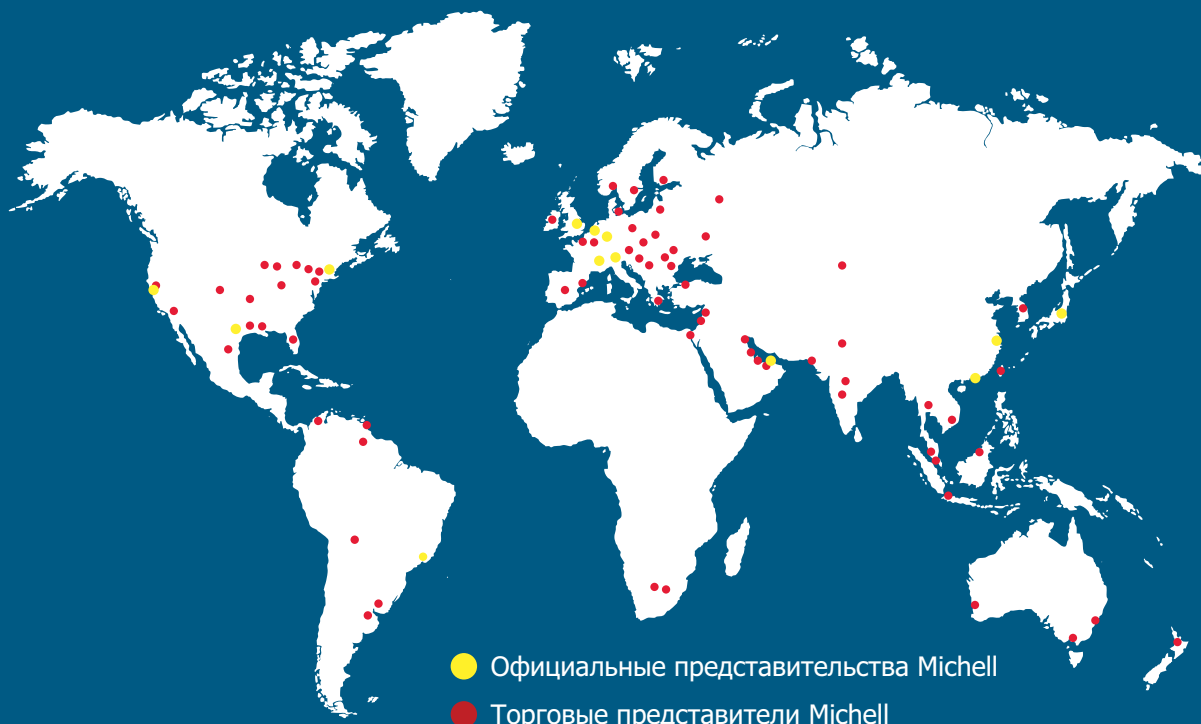 Официальные представительства Michell
Торговые представители Michell